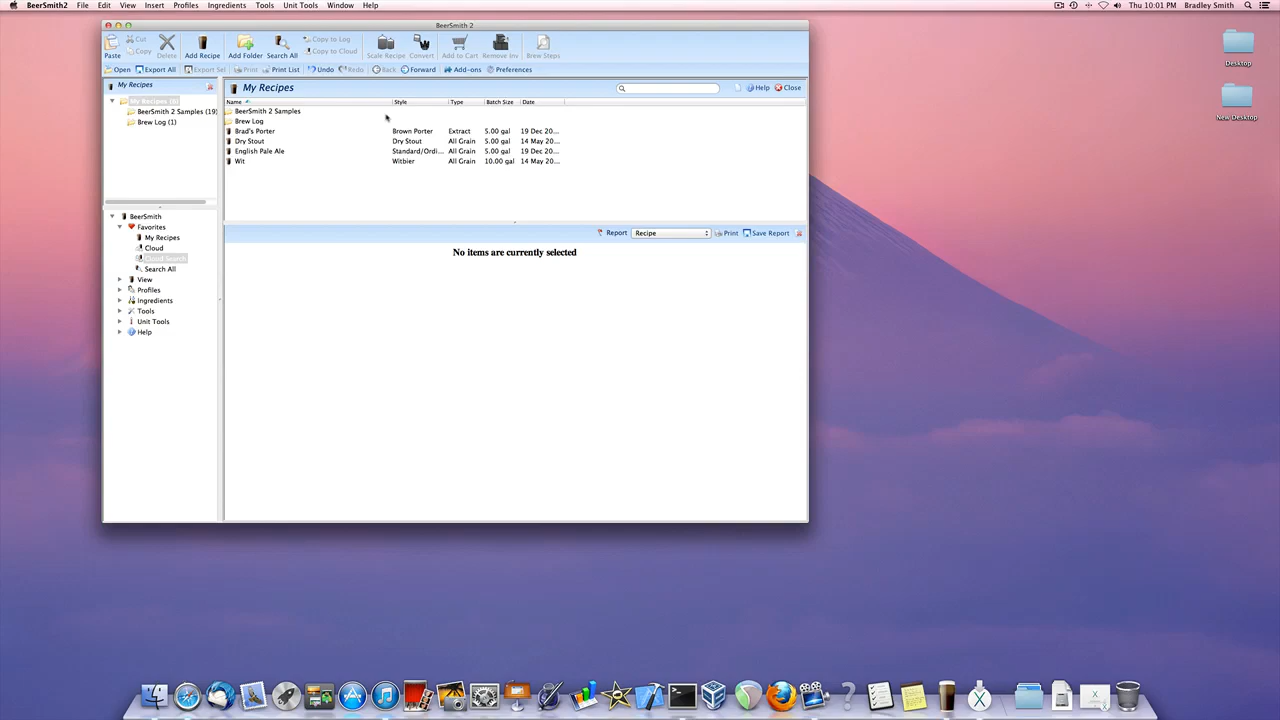 BeerSmith2 File Edit View Insert Profiles Ingredients Tools Unit Tools Window Help Thu 10:01 PM Bradley Smith
BeerSmith 2
Paste Cut Copy Delete Add Recipe Add Folder Search All Copy to Log Copy to Cloud Scale Recipe Convert Add to Cart Remove Inv Brew Steps
Open Export All Export Sel Print Print List Undo Redo Back Forward Add-ons Preferences
My Recipes
My Recipes (6)
BeerSmith 2 Samples (19)
Brew Log (1)
My Recipes Help Close
Name Style Type Batch Size Date
BeerSmith 2 Samples
Brew Log
Brad's Porter Brown Porter Extract 5.00 gal 19 Dec 20...
Dry Stout Dry Stout All Grain 5.00 gal 14 May 20...
English Pale Ale Standard/Ordi... All Grain 5.00 gal 19 Dec 20...
Wit Witbier All Grain 10.00 gal 14 May 20...
BeerSmith
Favorites
My Recipes
Cloud
Cloud Search
Search All
View
Profiles
Ingredients
Tools
Unit Tools
Help
Report Recipe Print Save Report
No items are currently selected
Desktop
New Desktop